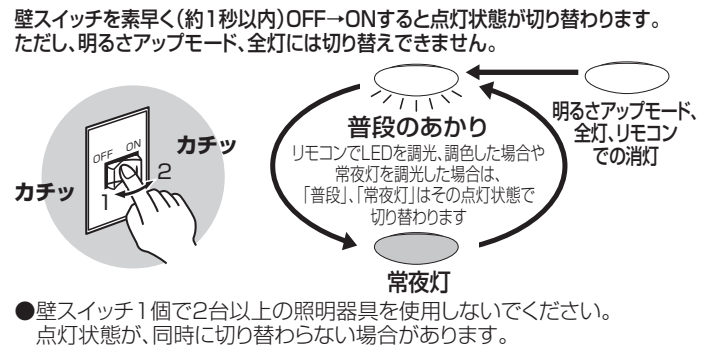 壁スイッチを素早く(約1秒以内)OFF→ONすると点灯状態が切り替わります。
ただし、明るさアップモード、全灯には切り替えできません。
OFF ON
カチッ
2
カチッ
1
普段のあかり
リモコンでLEDを調光、調色した場合や
常夜灯を調光した場合は、
「普段」、「常夜灯」はその点灯状態で
切り替わります
明るさアップモード、
全灯、リモコン
での消灯
常夜灯
●壁スイッチ1個で2台以上の照明器具を使用しないでください。
点灯状態が、同時に切り替わらない場合があります。